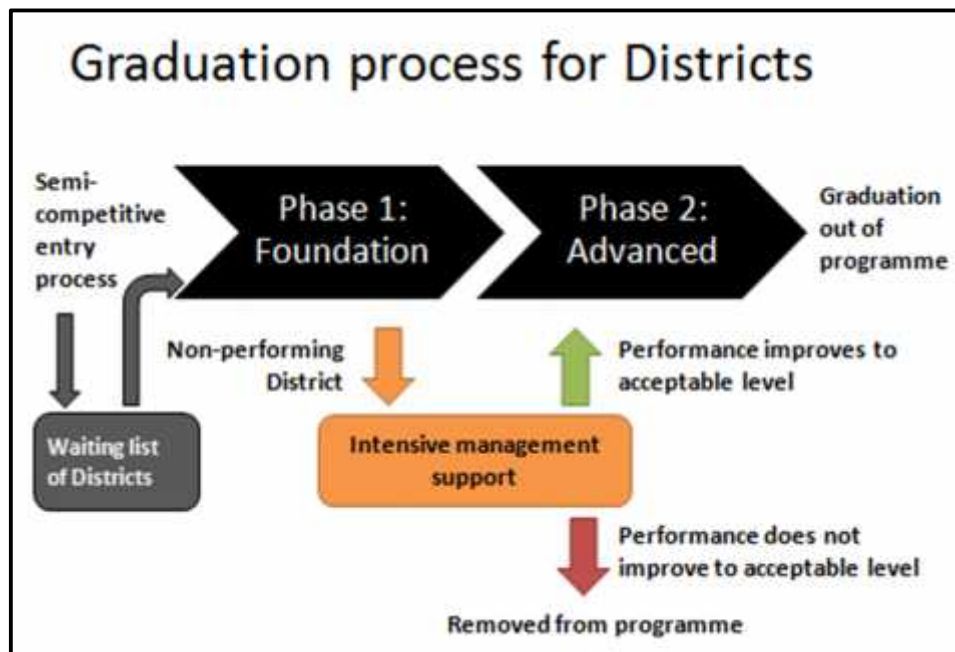 Graduation process for Districts
Semi-
competitive
entry
process
Phase 1:
Foundation
Phase 2:
Advanced
Graduation
out of
programme
Non-performing
District
Performance improves to
acceptable level
Waiting list
of Districts
Intensive management
support
Performance does not
improve to acceptable level
Removed from programme